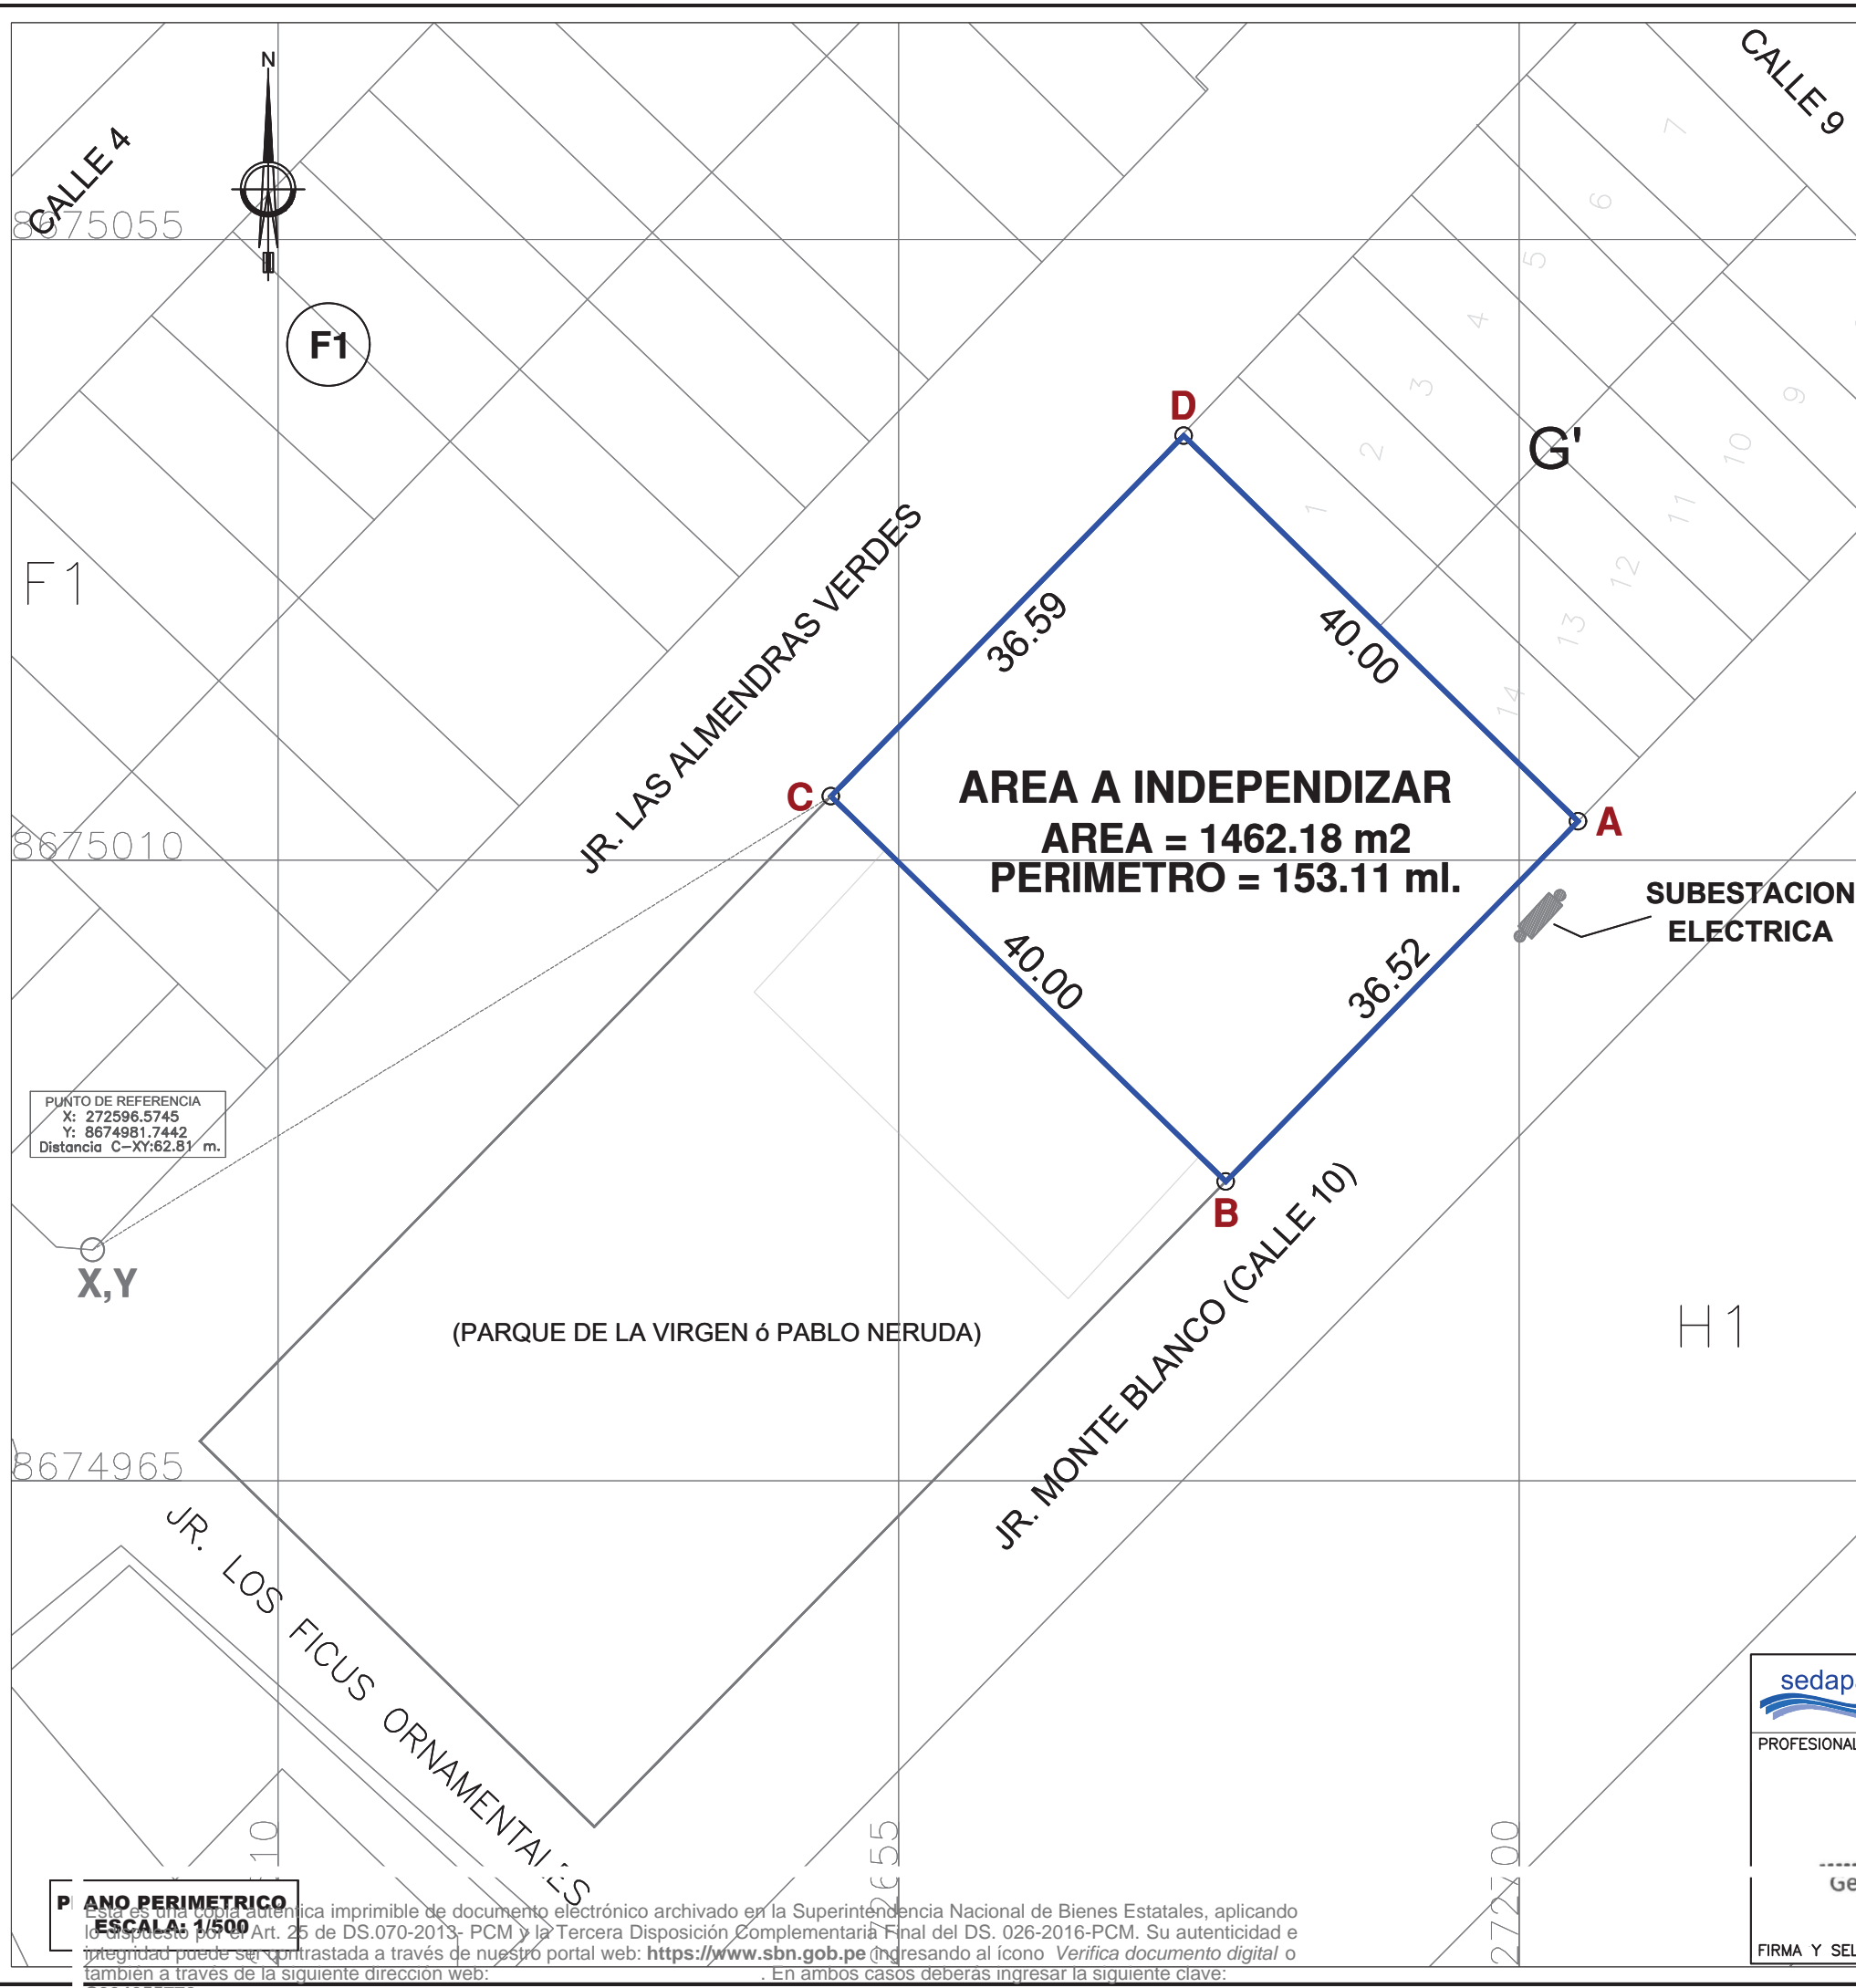 N
CALLE 4
CALLE 9
8675055
F1
7
6
5
4
3
2
1
9
10
11
12
13
14
G'
D
F1
JR. LAS ALMENDRAS VERDES
36.59
40.00
C
A
AREA A INDEPENDIZAR
AREA = 1462.18 m2
PERIMETRO = 153.11 ml.
8675010
SUBESTACION
ELECTRICA
40.00
36.52
PUNTO DE REFERENCIA
X: 272596.5745
Y: 8674981.7442
Distancia C-XY:62.81 m.
B
X,Y
(PARQUE DE LA VIRGEN ó PABLO NERUDA)
H1
JR. MONTE BLANCO (CALLE 10)
8674965
JR. LOS FICUS ORNAMENTALES
sedap
PROFESIONAL
10
272655
272700
Ge
FIRMA Y SEL
PLANO PERIMETRICO
ESCALA: 1/500
Esta es una copia auténtica imprimible de documento electrónico archivado en la Superintendencia Nacional de Bienes Estatales, aplicando
lo dispuesto por el Art. 25 de DS.070-2013- PCM y la Tercera Disposición Complementaria Final del DS. 026-2016-PCM. Su autenticidad e
integridad puede ser contrastada a través de nuestro portal web: https://www.sbn.gob.pe ingresando al ícono Verifica documento digital o
también a través de la siguiente dirección web: . En ambos casos deberás ingresar la siguiente clave: